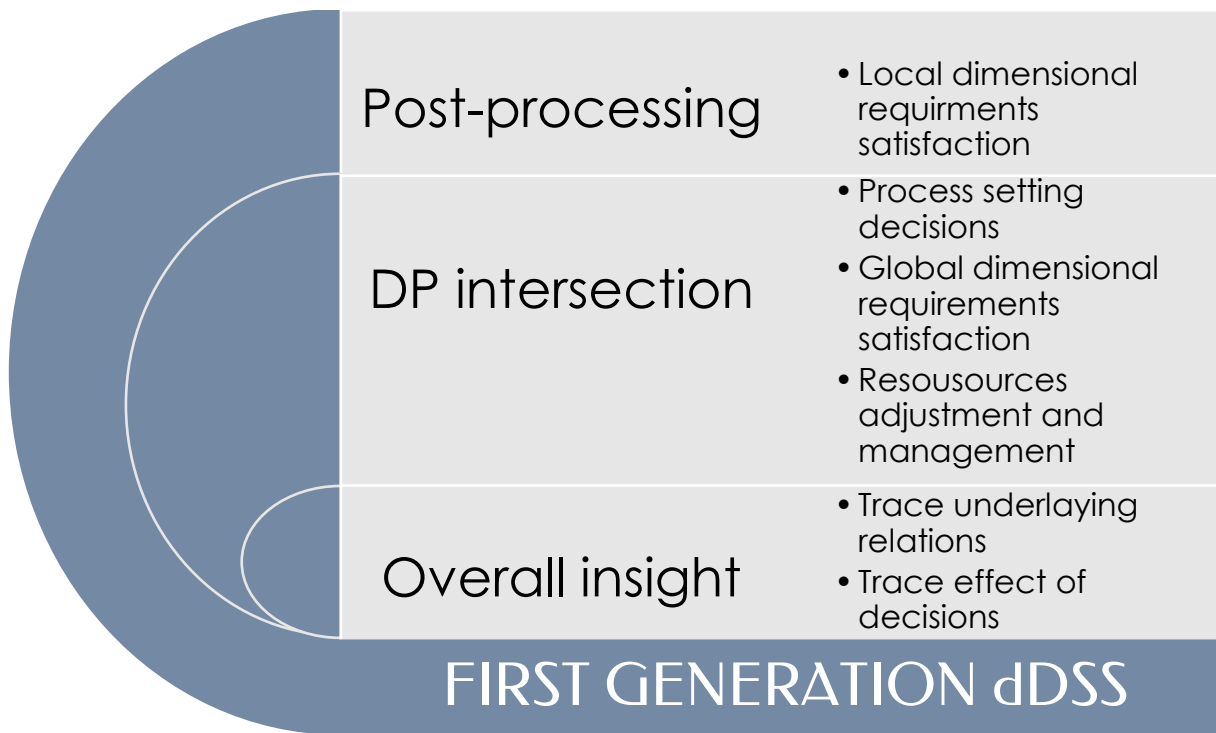 Post-processing
• Local dimensional
requirments
satisfaction
DP intersection
• Process setting
decisions
• Global dimensional
requirements
satisfaction
• Resousources
adjustment and
management
Overall insight
• Trace underlaying
relations
• Trace effect of
decisions
FIRST GENERATION dDSS